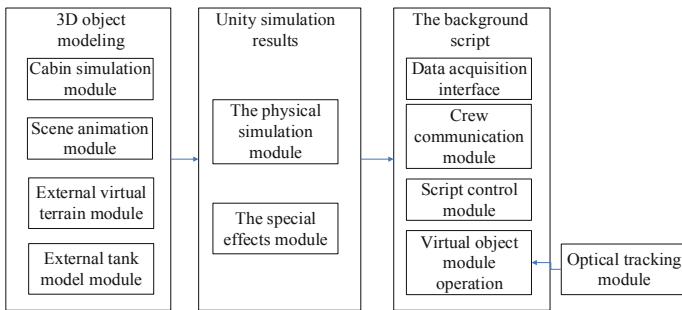 3D object
modeling
Cabin simulation
module
Scene animation
module
External virtual
terrain module
External tank
model module
Unity simulation
results
The physical
simulation
module
The special
effects module
The background
script
Data acquisition
interface
Crew
communication
module
Script control
module
Virtual object
module
operation
Optical tracking
module